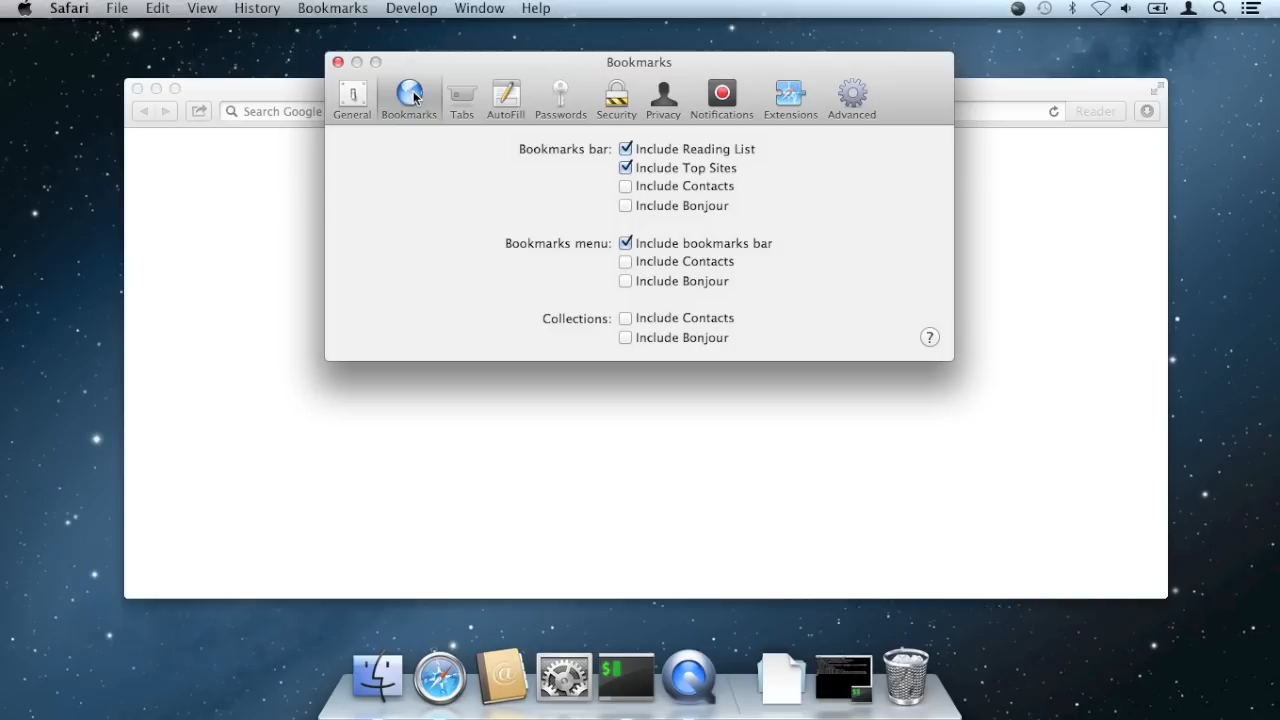 Safari File Edit View History Bookmarks Develop Window Help
Bookmarks
General Bookmarks Tabs AutoFill Passwords Security Privacy Notifications Extensions Advanced
Search Google
Reader
Bookmarks bar: Include Reading List
Include Top Sites
Include Contacts
Include Bonjour
Bookmarks menu: Include bookmarks bar
Include Contacts
Include Bonjour
Collections: Include Contacts
Include Bonjour
?
@
$
$